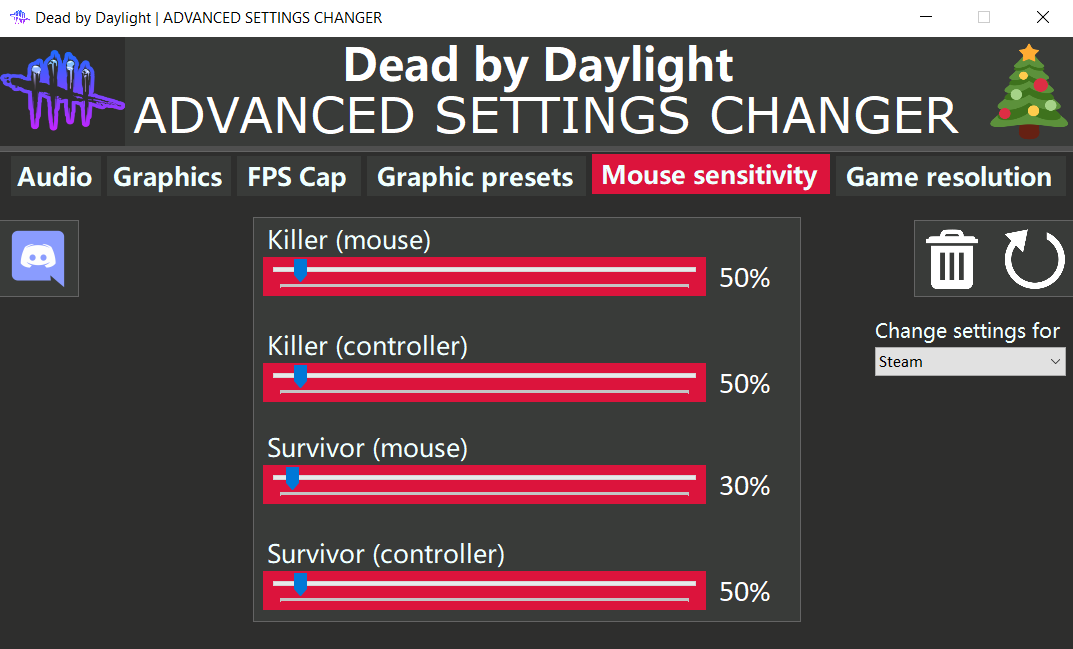 Dead by Daylight | ADVANCED SETTINGS CHANGER
Dead by Daylight
ADVANCED SETTINGS CHANGER
Audio Graphics FPS Cap Graphic presets Mouse sensitivity Game resolution
Killer (mouse)
50%
Change settings for
Steam
Killer (controller)
50%
Survivor (mouse)
30%
Survivor (controller)
50%